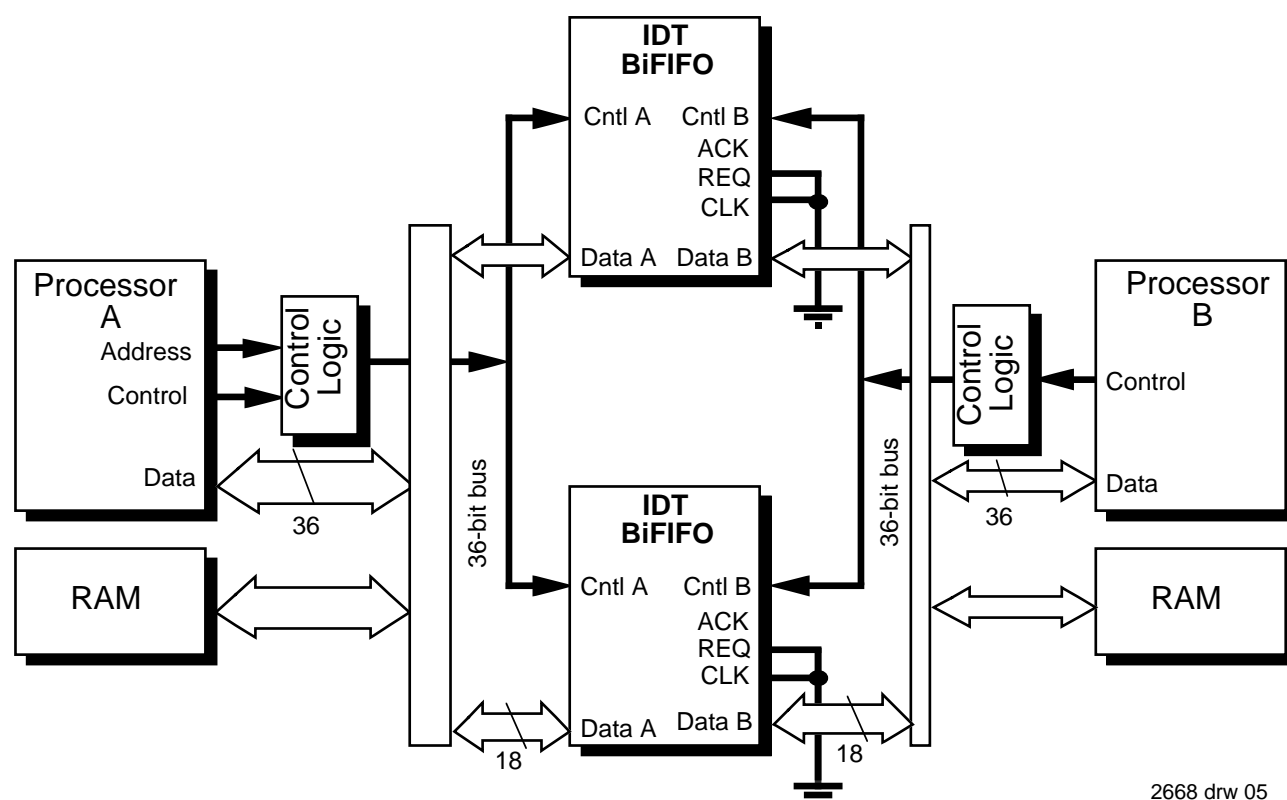 IDT
BiFIFO
Cntl A
Cntl B
ACK
REQ
CLK
Data A
Data B
Processor
A
Address
Control
Data
36
Control
Logic
RAM
36-bit bus
IDT
BiFIFO
Cntl A
Cntl B
ACK
REQ
CLK
Data A
Data B
18
18
36-bit bus
Control
Logic
Processor
B
Control
Data
36
RAM
2668 drw 05